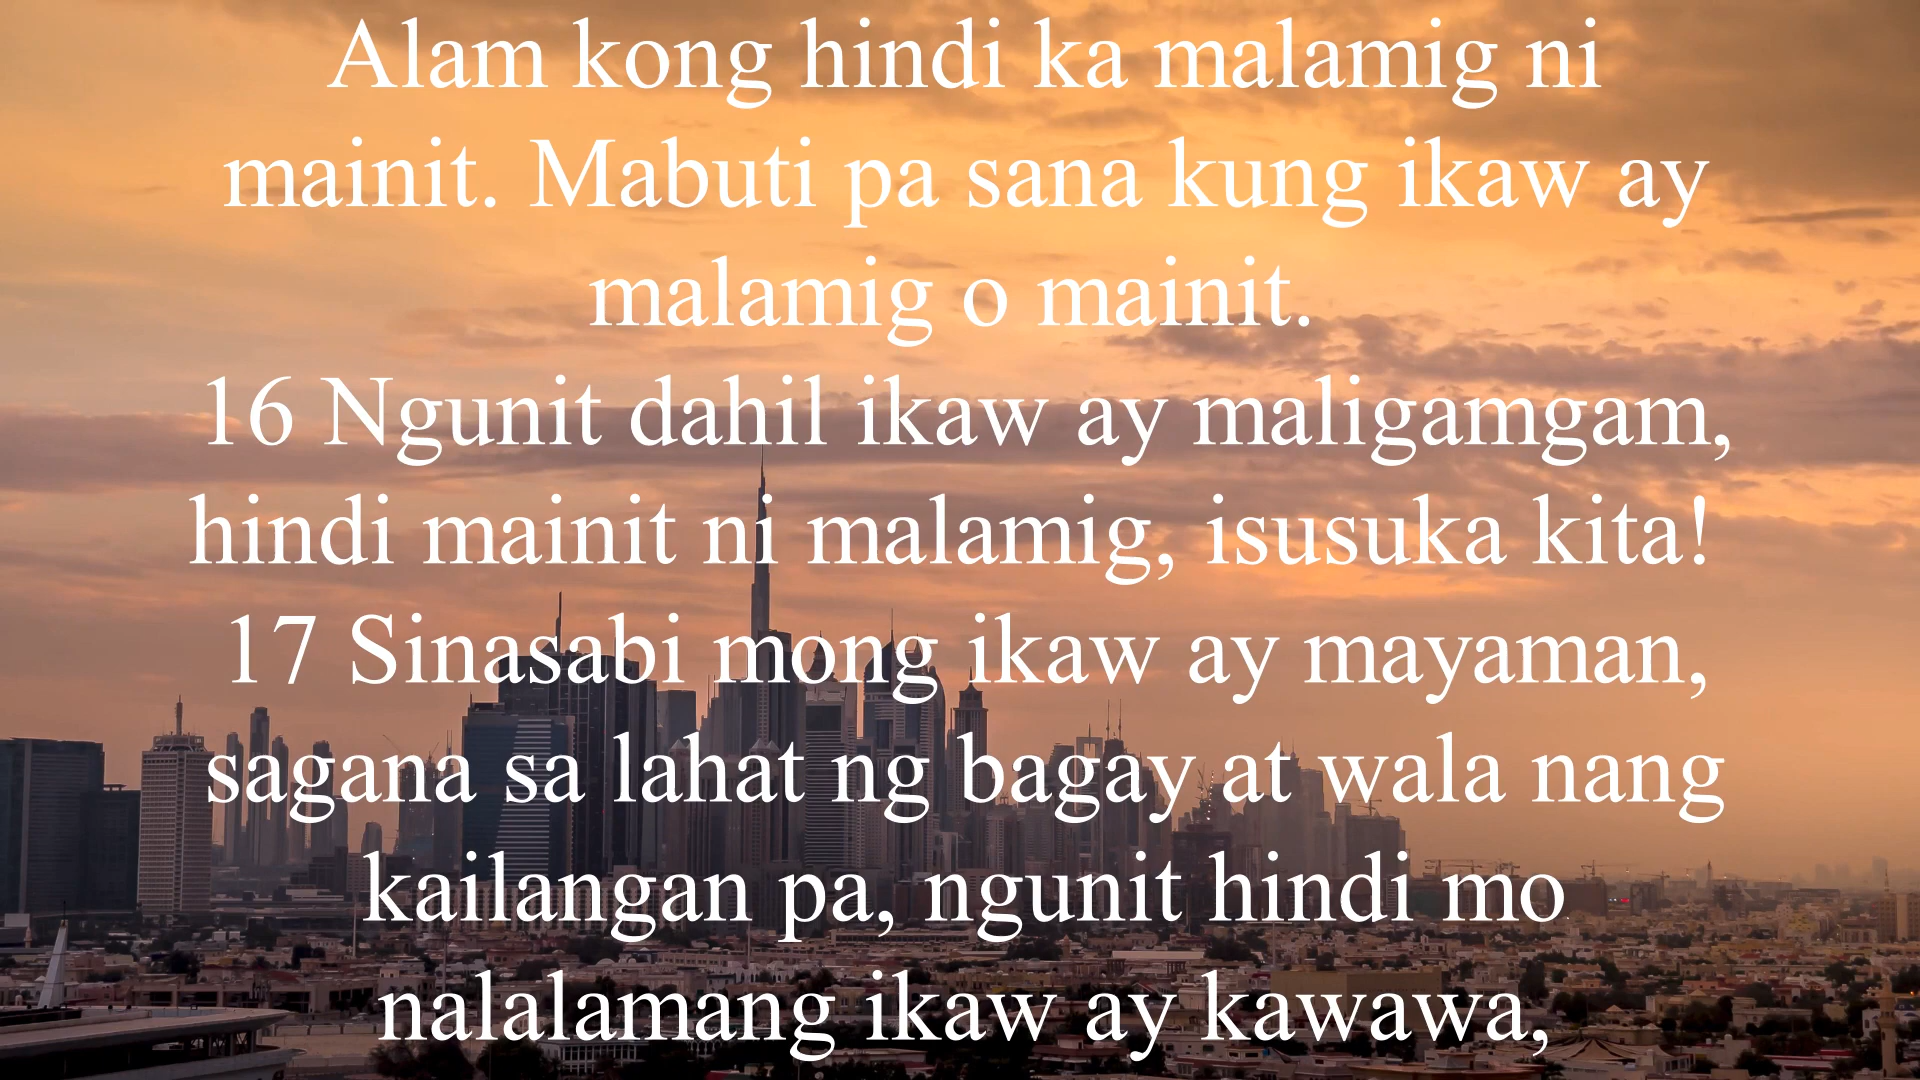 Alam kong hindi ka malamig ni
mainit. Mabuti pa sana kung ikaw ay
malamig o mainit.
16 Ngunit dahil ikaw ay maligamgam,
hindi mainit ni malamig, isusuka kita!
17 Sinasabi mong ikaw ay mayaman,
sagana sa lahat ng bagay at wala nang
kailangan pa, ngunit hindi mo
nalalamang ikaw ay kawawa,